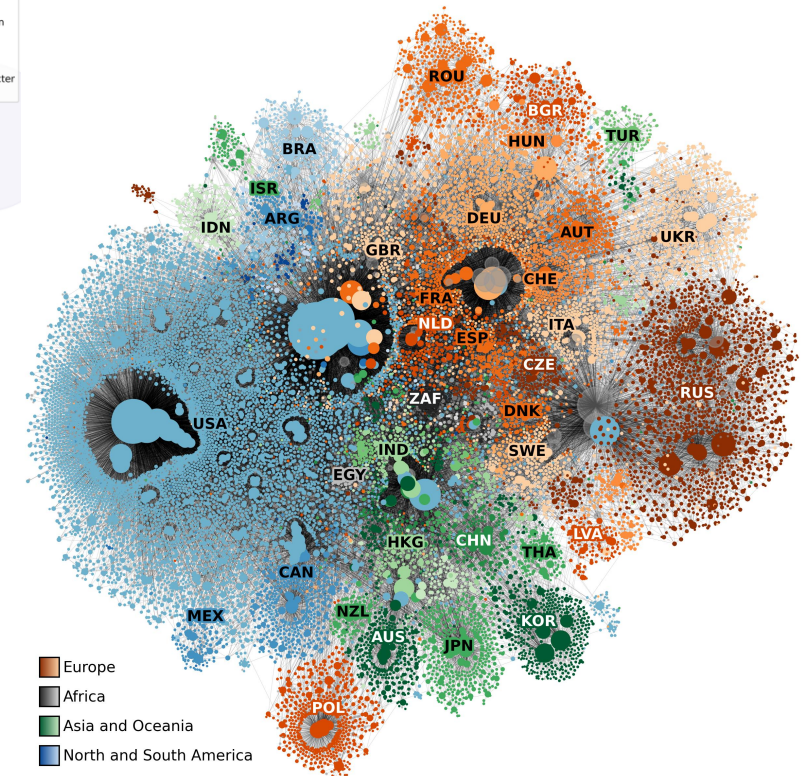 ter
ROU
BGR
HUN
TUR
BRA
ISR
IDN
ARG
DEU
AUT
UKR
GBR
CHE
FRA
NLD
ESP
ITA
CZE
RUS
ZAF
DNK
USA
IND
SWE
EGY
HKG
CHN
THA
LVA
CAN
MEX
NZL
AUS
JPN
KOR
POL
Europe
Africa
Asia and Oceania
North and South America